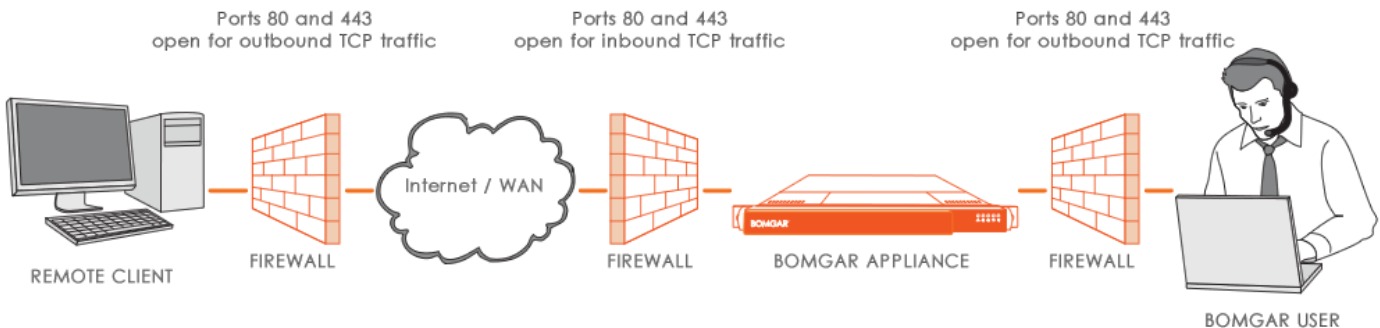 Ports 80 and 443
open for outbound TCP traffic
Ports 80 and 443
open for inbound TCP traffic
Ports 80 and 443
open for outbound TCP traffic
Internet / WAN
BOMGAR
REMOTE CLIENT
FIREWALL
FIREWALL
BOMGAR APPLIANCE
FIREWALL
BOMGAR USER